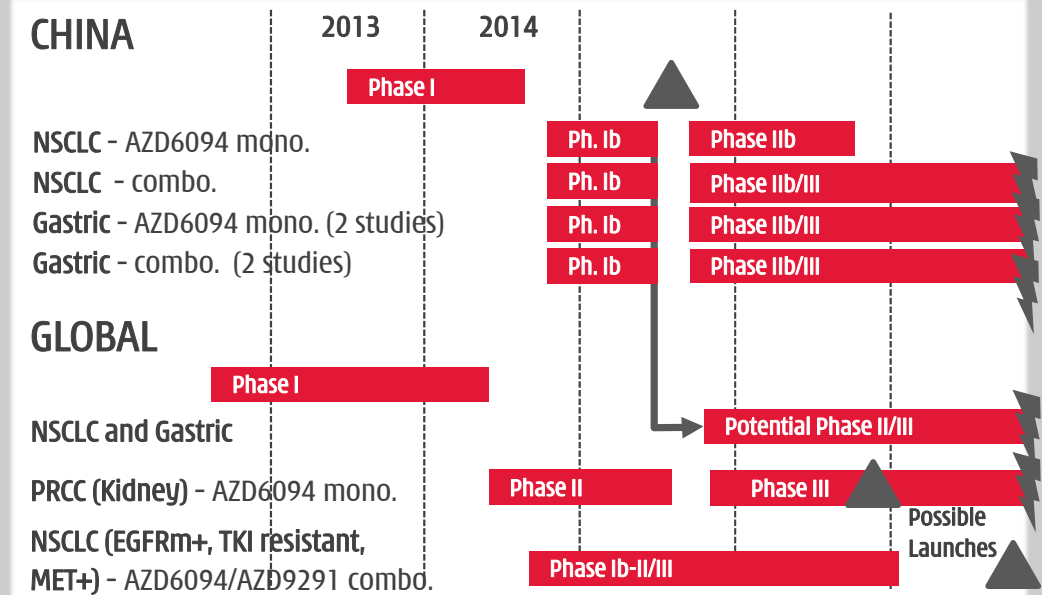 CHINA
2013
2014
Phase I
NSCLC - AZD6094 mono.
Ph. Ib
Phase IIb
NSCLC - combo.
Ph. Ib
Phase IIb/III
Gastric - AZD6094 mono. (2 studies)
Ph. Ib
Phase IIb/III
Gastric - combo. (2 studies)
Ph. Ib
Phase IIb/III
GLOBAL
Phase I
NSCLC and Gastric
Potential Phase II/III
PRCC (Kidney) - AZD6094 mono.
Phase II
Phase III
Possible
Launches
NSCLC (EGFRm+, TKI resistant,
MET+) - AZD6094/AZD9291 combo.
Phase Ib-II/III